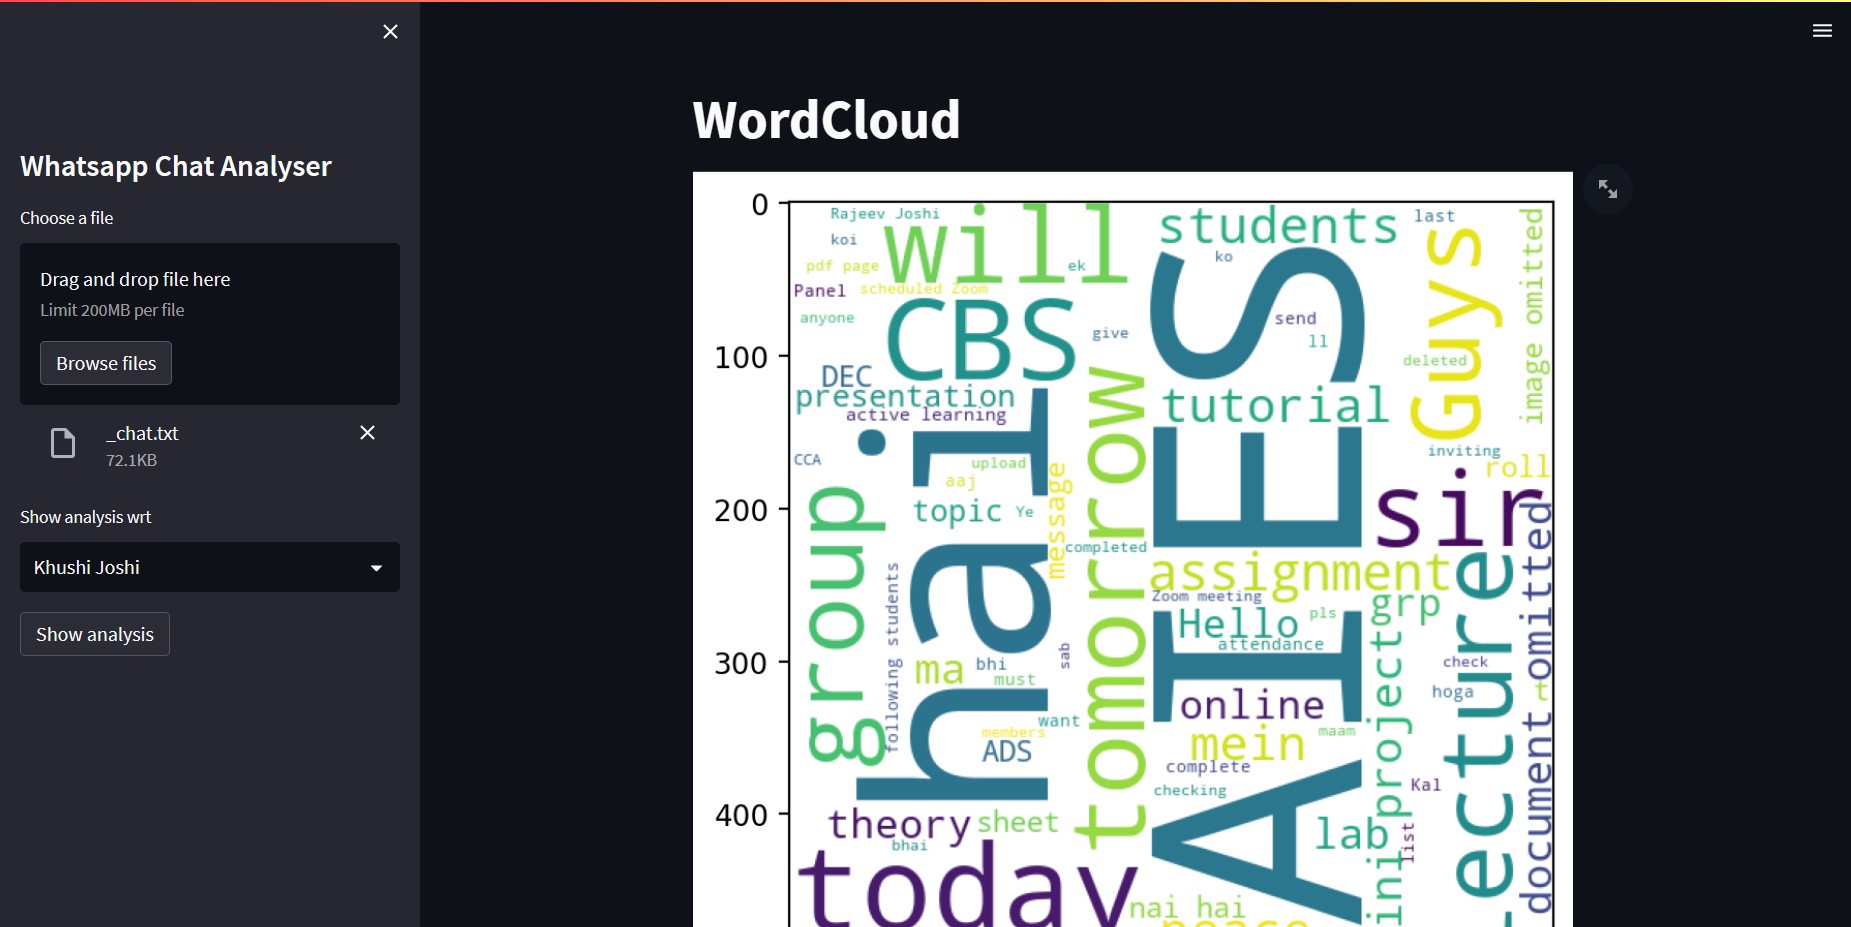 Whatsapp Chat Analyser
Choose a file
Drag and drop file here
Limit 200MB per file
Browse files
_chat.txt
72.1KB
Show analysis wrt
Khushi Joshi
Show analysis
WordCloud
0
100
200
300
400
Rajeev Joshi
koi
will
pdf page
ek
Panel
scheduled Zoom
anyone
CBS
give
DEC
presentation
active learning
CCA
upload
aaj
topic
Ye
message
group
hai
following students
completed
tomorrow
ma
bhi
sab
must
want
members
ADS
theory
sheet
bhai
today
nai hai
students
last
ko
send
ll
deleted
Guys
image omitted
tutorial
inviting
roll
sir
AIES
assignment
Zoom meeting
Hello
pls
grp
attendance
check
hoga
t
online
mein
maam
complete
checking
Kal
lab
list
ini project
lecture
document omitted
peace